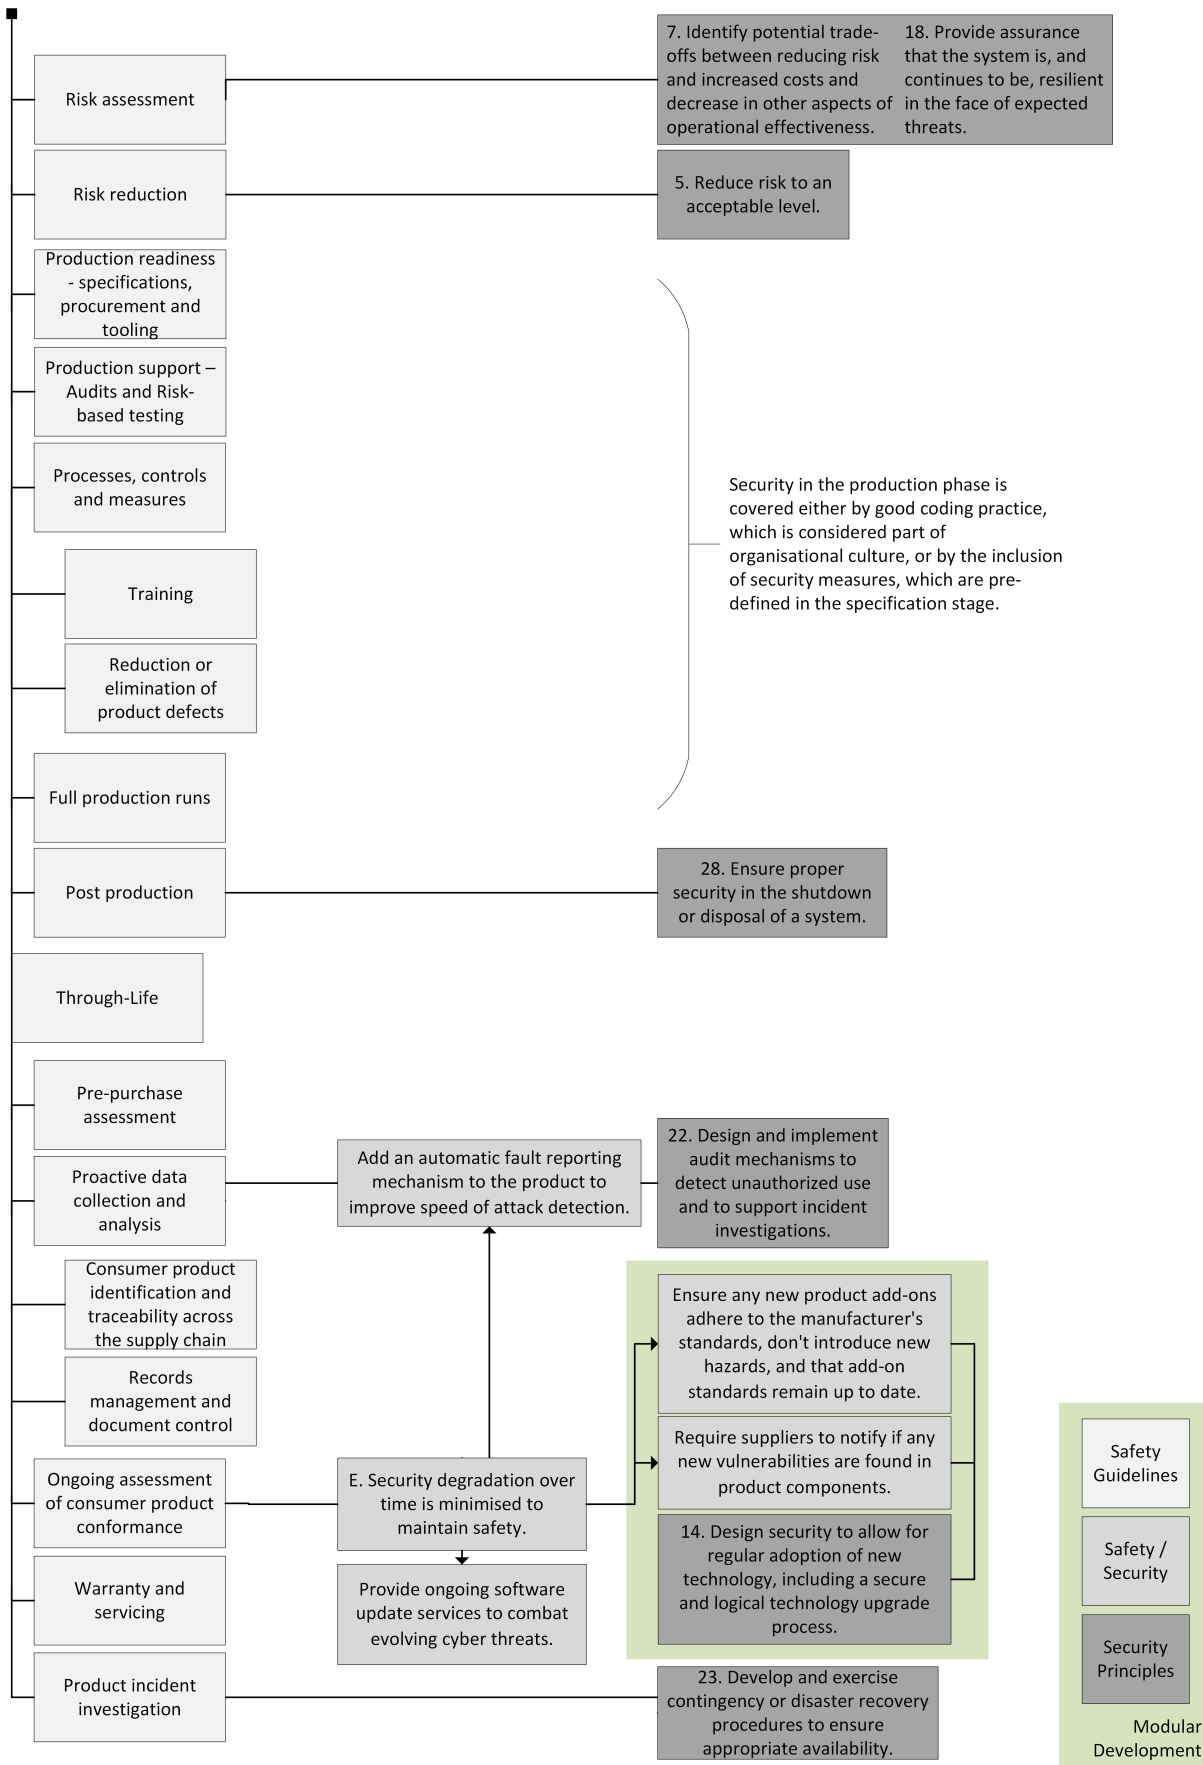 Risk assessment
7. Identify potential trade-
offs between reducing risk
and increased costs and
decrease in other aspects of
operational effectiveness.
18. Provide assurance
that the system is, and
continues to be, resilient
in the face of expected
threats.
Risk reduction
5. Reduce risk to an
acceptable level.
Production readiness
- specifications,
procurement and
tooling
Production support –
Audits and Risk-
based testing
Processes, controls
and measures
Security in the production phase is
covered either by good coding practice,
which is considered part of
organisational culture, or by the inclusion
of security measures, which are pre-
defined in the specification stage.
Training
Reduction or
elimination of
product defects
Full production runs
Post production
28. Ensure proper
security in the shutdown
or disposal of a system.
Through-Life
Pre-purchase
assessment
Proactive data
collection and
analysis
Add an automatic fault reporting
mechanism to the product to
improve speed of attack detection.
22. Design and implement
audit mechanisms to
detect unauthorized use
and to support incident
investigations.
Consumer product
identification and
traceability across
the supply chain
Ensure any new product add-ons
adhere to the manufacturer's
standards, don't introduce new
hazards, and that add-on
standards remain up to date.
Records
management and
document control
Require suppliers to notify if any
new vulnerabilities are found in
product components.
Ongoing assessment
of consumer product
conformance
E. Security degradation over
time is minimised to
maintain safety.
14. Design security to allow for
regular adoption of new
technology, including a secure
and logical technology upgrade
process.
Warranty and
servicing
Provide ongoing software
update services to combat
evolving cyber threats.
Product incident
investigation
23. Develop and exercise
contingency or disaster recovery
procedures to ensure
appropriate availability.
Safety
Guidelines
Safety /
Security
Security
Principles
Modular
Development